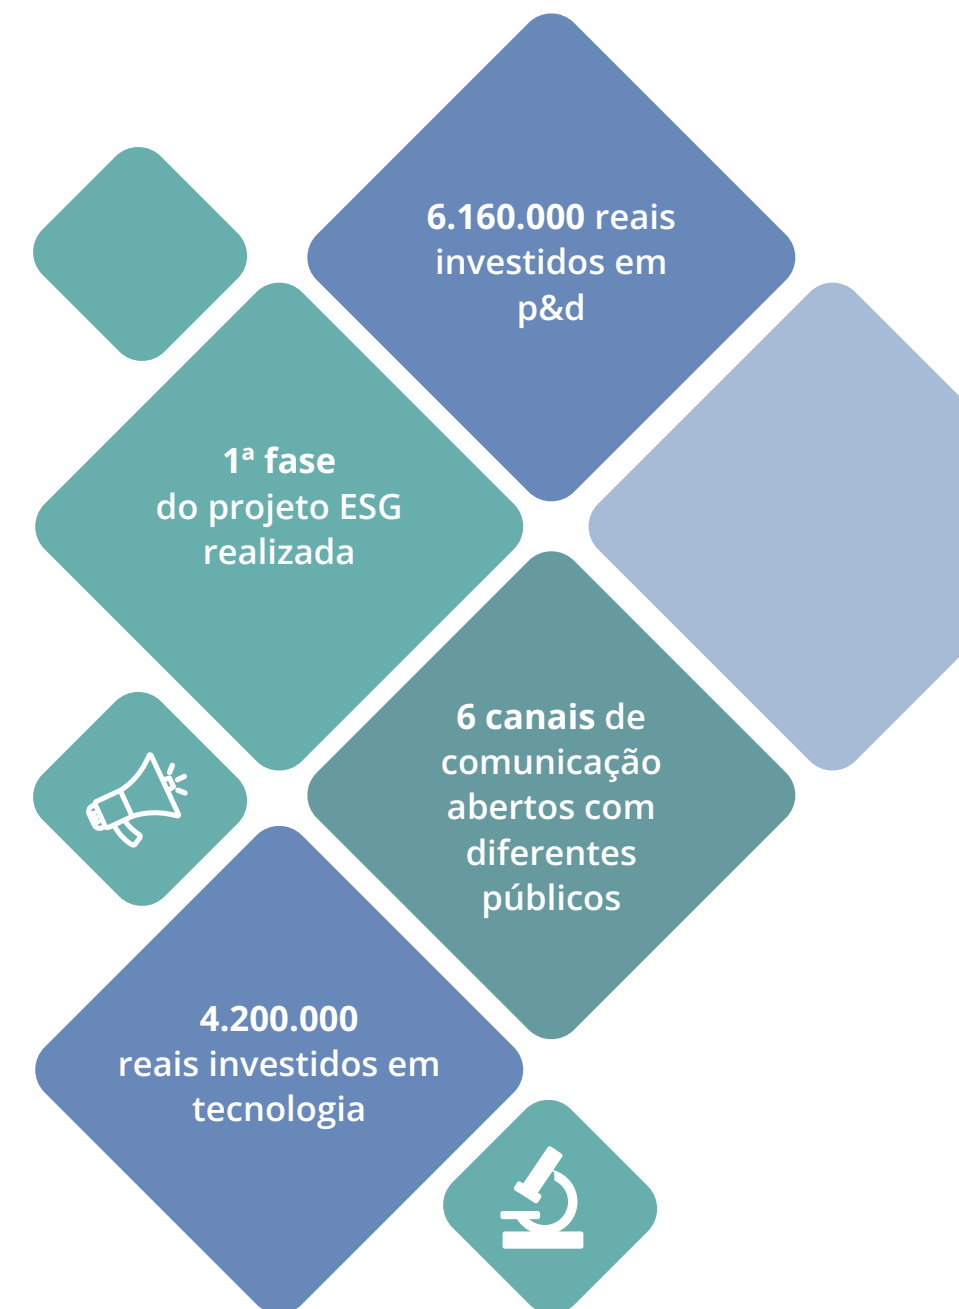 6.160.000 reais
investidos em
p&d
1ª fase
do projeto ESG
realizada
6 canais de
comunicação
abertos com
diferentes
públicos
4.200.000
reais investidos em
tecnologia